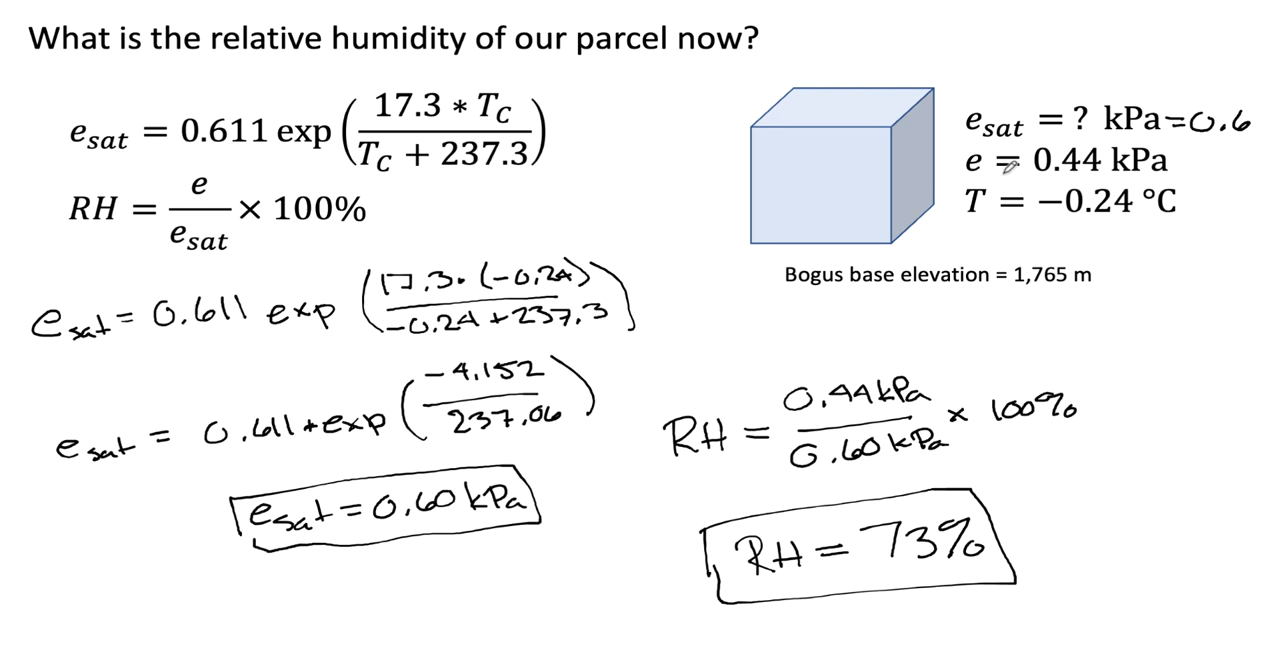 What is the relative humidity of our parcel now?
e_sat = 0.611 exp (17.3 * T_C / T_C + 237.3)
RH = e / e_sat × 100%
e_sat = ? kPa = 0.6
e = 0.44 kPa
T = −0.24 °C
Bogus base elevation = 1,765 m
e_sat = 0.611 exp (17.3 · (-0.24) / -0.24 + 237.3)
e_sat = 0.611 * exp (-4.152 / 237.06)
e_sat = 0.60 kPa
RH = 0.44 kPa / 0.60 kPa × 100%
RH = 73%